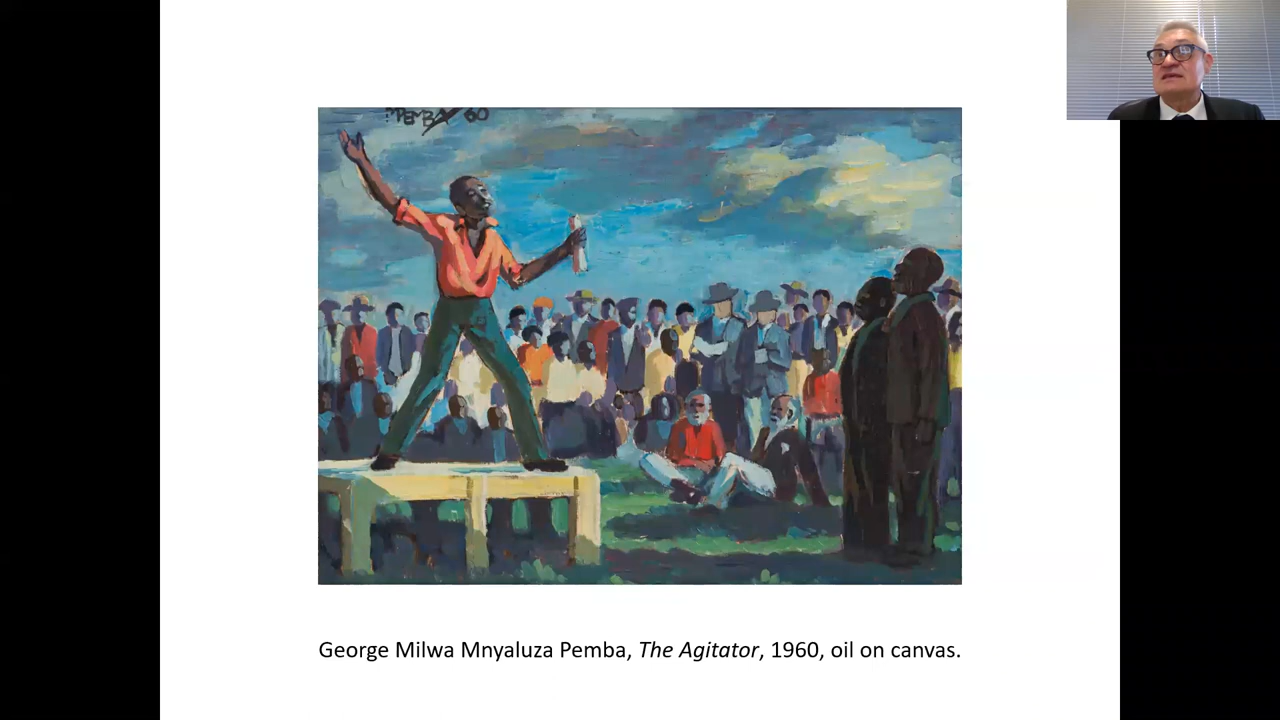 PEMBA 60
George Milwa Mnyaluza Pemba, The Agitator, 1960, oil on canvas.